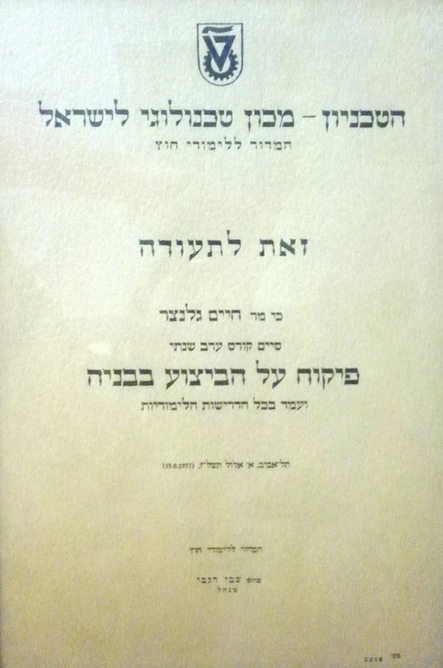 הטכניון – מכון טכנולוגי לישראל
המדור ללימודי חוץ
זאת לתעודה
כי מר חיים גלנצר
סיים קורס ערב שנתי
פיקוח על הביצוע בבניה
ועמד בכל הדרישות הלימודיות
תל־אביב, א׳ אלול תשל״ז, (15.8.1977)
המדור ללימודי חוץ
מנהל